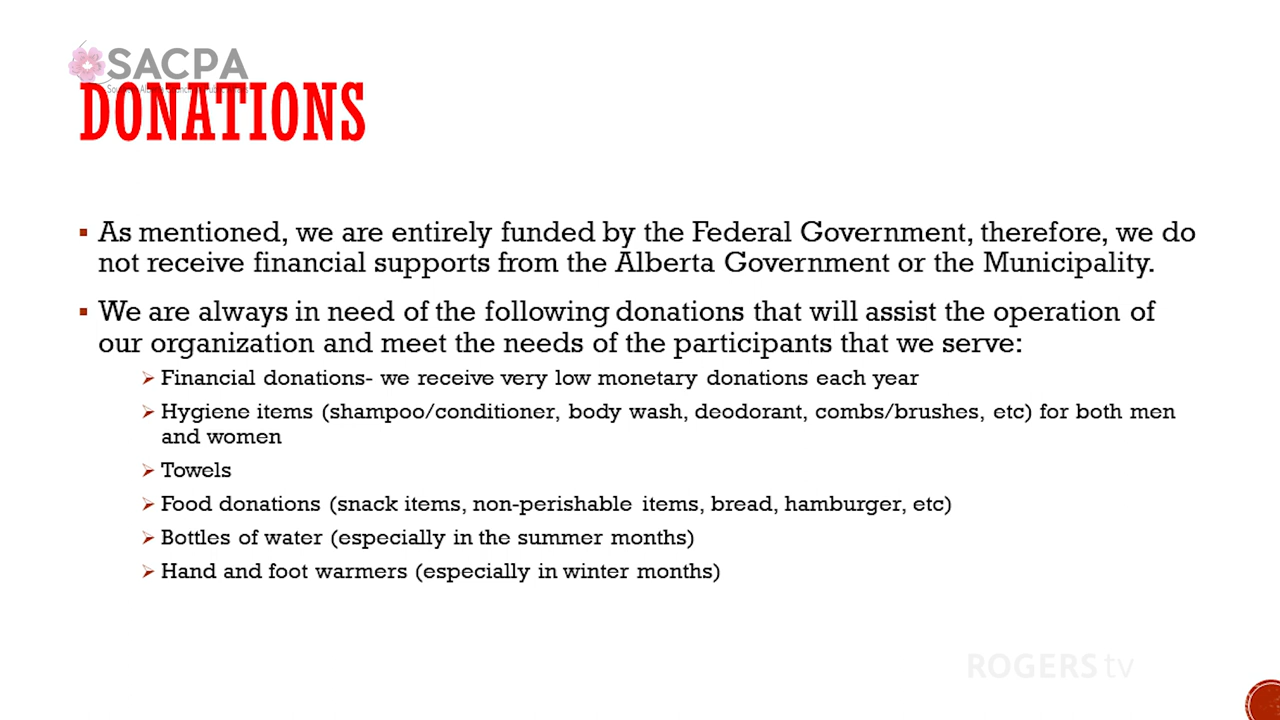 SACPA
DONATIONS
As mentioned, we are entirely funded by the Federal Government, therefore, we do
not receive financial supports from the Alberta Government or the Municipality.
We are always in need of the following donations that will assist the operation of
our organization and meet the needs of the participants that we serve:
Financial donations- we receive very low monetary donations each year
Hygiene items (shampoo/conditioner, body wash, deodorant, combs/brushes, etc) for both men
and women
Towels
Food donations (snack items, non-perishable items, bread, hamburger, etc)
Bottles of water (especially in the summer months)
Hand and foot warmers (especially in winter months)
ROGERS tv